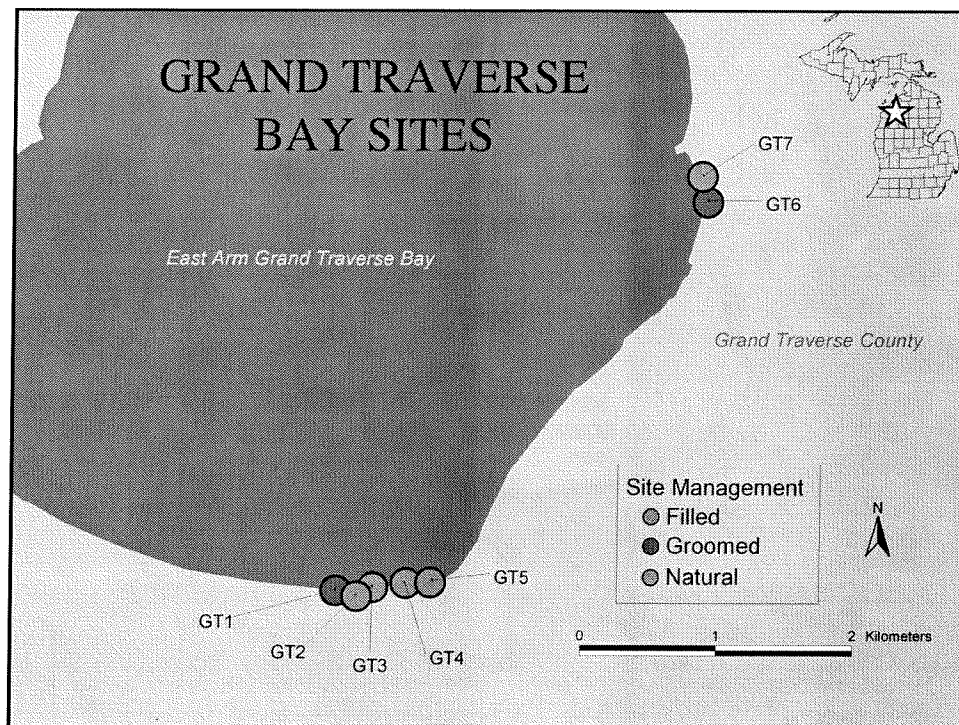 GRAND TRAVERSE
BAY SITES
GT7
GT6
East Arm Grand Traverse Bay
Grand Traverse County
Site Management
Filled
Groomed
Natural
N
GT1
GT2
GT3
GT4
GT5
0
1
2 Kilometers